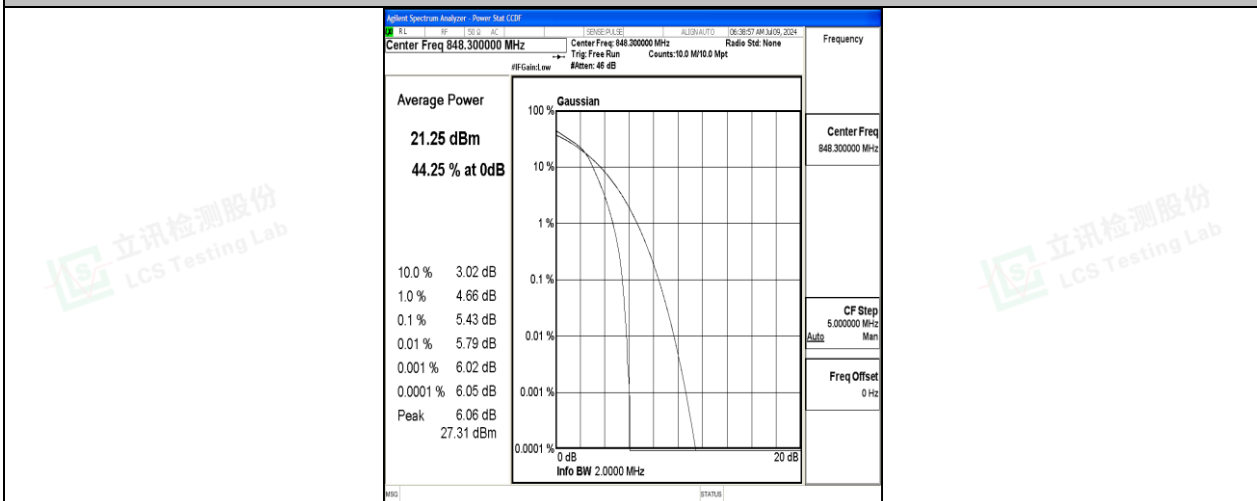 Agilent Spectrum Analyzer - Power Stat CCDF
RL RF 50 Ω AC SENSE:PULSE ALIGN AUTO 06:38:57 AM Jul 09, 2024
Center Freq 848.300000 MHz
Center Freq: 848.300000 MHz Radio Std: None
Trig: Free Run Counts:10.0 M/10.0 Mpt
#IFGain:Low #Atten: 46 dB
Frequency
Center Freq
848.300000 MHz
CF Step
5.000000 MHz
Auto Man
Freq Offset
0 Hz
Average Power
21.25 dBm
44.25 % at 0dB
10.0 % 3.02 dB
1.0 % 4.66 dB
0.1 % 5.43 dB
0.01 % 5.79 dB
0.001 % 6.02 dB
0.0001 % 6.05 dB
Peak 6.06 dB
27.31 dBm
Gaussian
100 %
10 %
1 %
0.1 %
0.01 %
0.001 %
0.0001 %
0 dB 20 dB
Info BW 2.0000 MHz
MSG STATUS
立讯检测股份
LCS Testing Lab
立讯检测股份
LCS Testing Lab